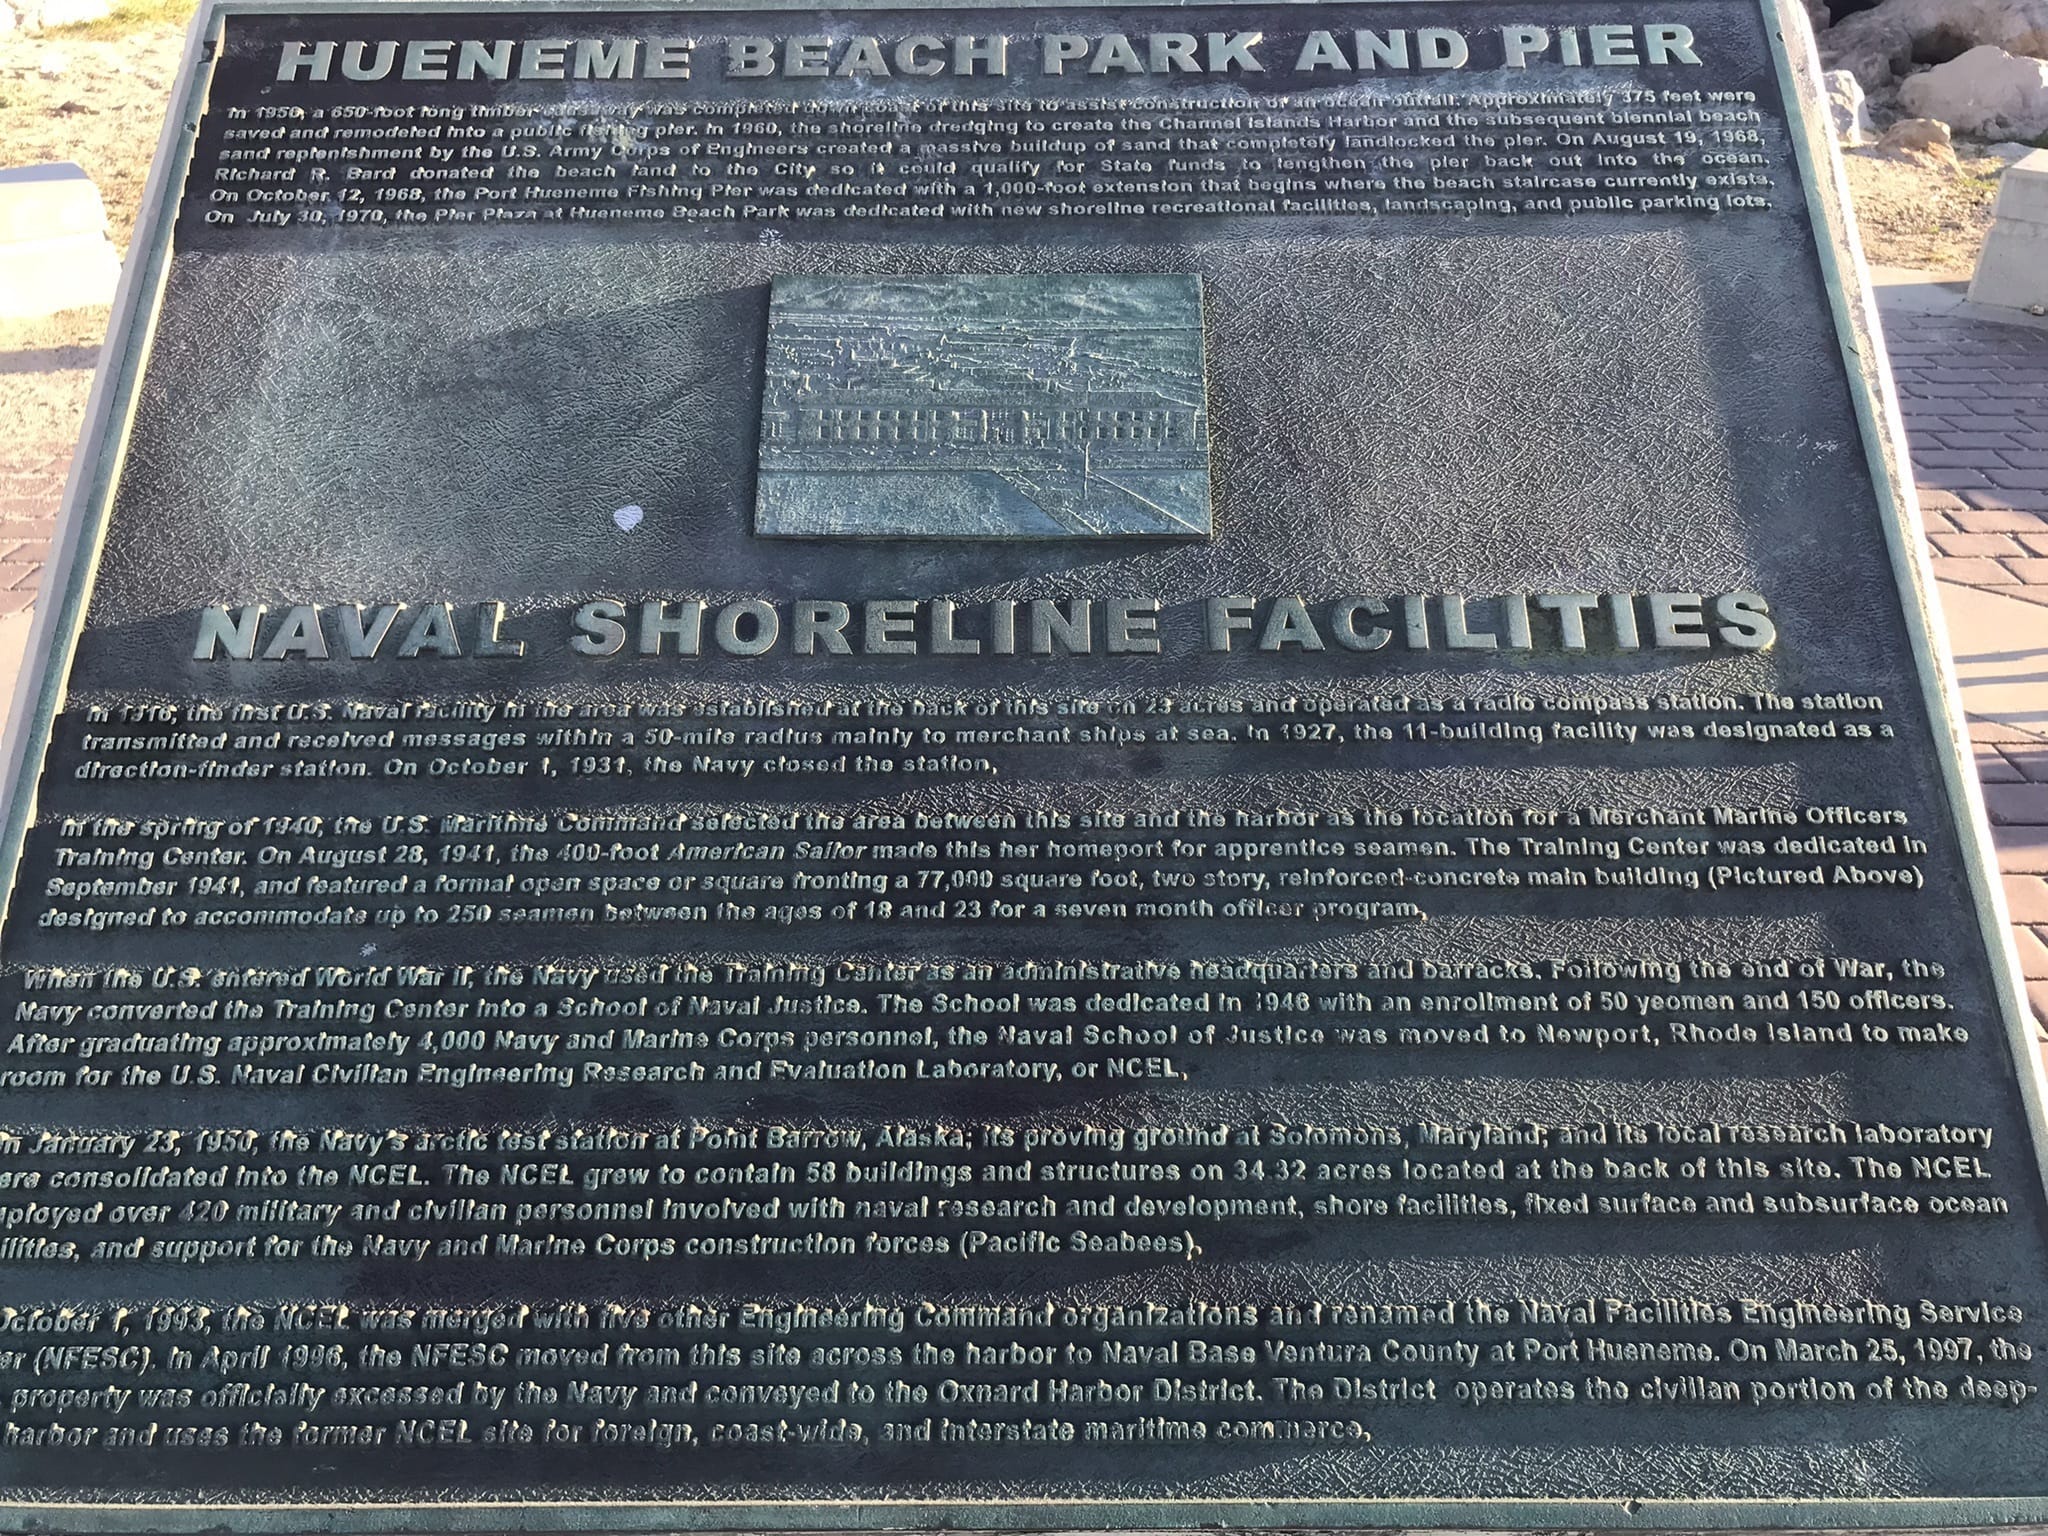 HUENEME BEACH PARK AND PIER
In 1956, a 650-foot long timber causeway was completed down coast of this site to assist construction of an ocean outfall. Approximately 375 feet were
saved and remodeled into a public fishing pier. In 1960, the shoreline dredging to create the Channel Islands Harbor and the subsequent biennial beach
sand replenishment by the U.S. Army Corps of Engineers created a massive buildup of sand that completely landlocked the pier. On August 19, 1968,
Richard R. Bard donated the beach land to the City so it could qualify for State funds to lengthen the pier back out into the ocean.
On October 12, 1968, the Port Hueneme Fishing Pier was dedicated with a 1,000-foot extension that begins where the beach staircase currently exists.
On July 30, 1970, the Pier Plaza at Hueneme Beach Park was dedicated with new shoreline recreational facilities, landscaping, and public parking lots.
NAVAL SHORELINE FACILITIES
In 1916, the first U.S. Naval facility in the area was established at the back of this site on 23 acres and operated as a radio compass station. The station
transmitted and received messages within a 50-mile radius mainly to merchant ships at sea. In 1927, the 11-building facility was designated as a
direction-finder station. On October 1, 1931, the Navy closed the station.
In the spring of 1940, the U.S. Maritime Command selected the area between this site and the harbor as the location for a Merchant Marine Officers
Training Center. On August 28, 1941, the 400-foot American Sailor made this her homeport for apprentice seamen. The Training Center was dedicated in
September 1941, and featured a formal open space or square fronting a 77,000 square foot, two story, reinforced-concrete main building (Pictured Above)
designed to accommodate up to 250 seamen between the ages of 18 and 23 for a seven month officer program.
When the U.S. entered World War II, the Navy used the Training Center as an administrative headquarters and barracks. Following the end of War, the
Navy converted the Training Center into a School of Naval Justice. The School was dedicated in 1946 with an enrollment of 50 yeomen and 150 officers.
After graduating approximately 4,000 Navy and Marine Corps personnel, the Naval School of Justice was moved to Newport, Rhode Island to make
room for the U.S. Naval Civilian Engineering Research and Evaluation Laboratory, or NCEL.
n January 23, 1950, the Navy's arctic test station at Point Barrow, Alaska; its proving ground at Solomons, Maryland; and its local research laboratory
ere consolidated into the NCEL. The NCEL grew to contain 58 buildings and structures on 34.32 acres located at the back of this site. The NCEL
ployed over 420 military and civilian personnel involved with naval research and development, shore facilities, fixed surface and subsurface ocean
ilities, and support for the Navy and Marine Corps construction forces (Pacific Seabees).
October 1, 1993, the NCEL was merged with five other Engineering Command organizations and renamed the Naval Facilities Engineering Service
er (NFESC). In April 1996, the NFESC moved from this site across the harbor to Naval Base Ventura County at Port Hueneme. On March 25, 1997, the
property was officially excessed by the Navy and conveyed to the Oxnard Harbor District. The District operates the civilian portion of the deep-
harbor and uses the former NCEL site for foreign, coast-wide, and interstate maritime commerce.